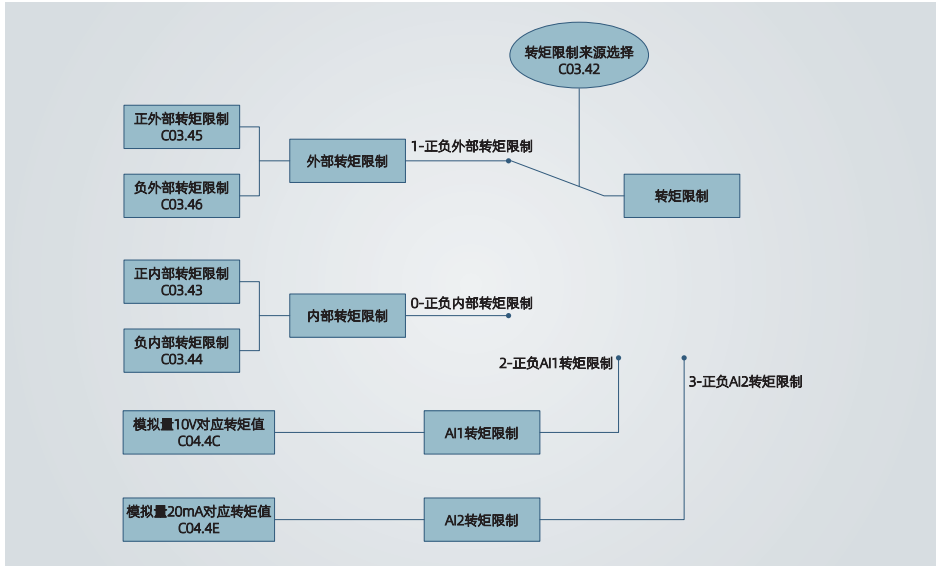 转矩限制来源选择
C03.42
正外部转矩限制
C03.45
负外部转矩限制
C03.46
外部转矩限制
1-正负外部转矩限制
转矩限制
正内部转矩限制
C03.43
负内部转矩限制
C03.44
内部转矩限制
0-正负内部转矩限制
2-正负AI1转矩限制
3-正负AI2转矩限制
模拟量10V对应转矩值
C04.4C
AI1转矩限制
模拟量20mA对应转矩值
C04.4E
AI2转矩限制